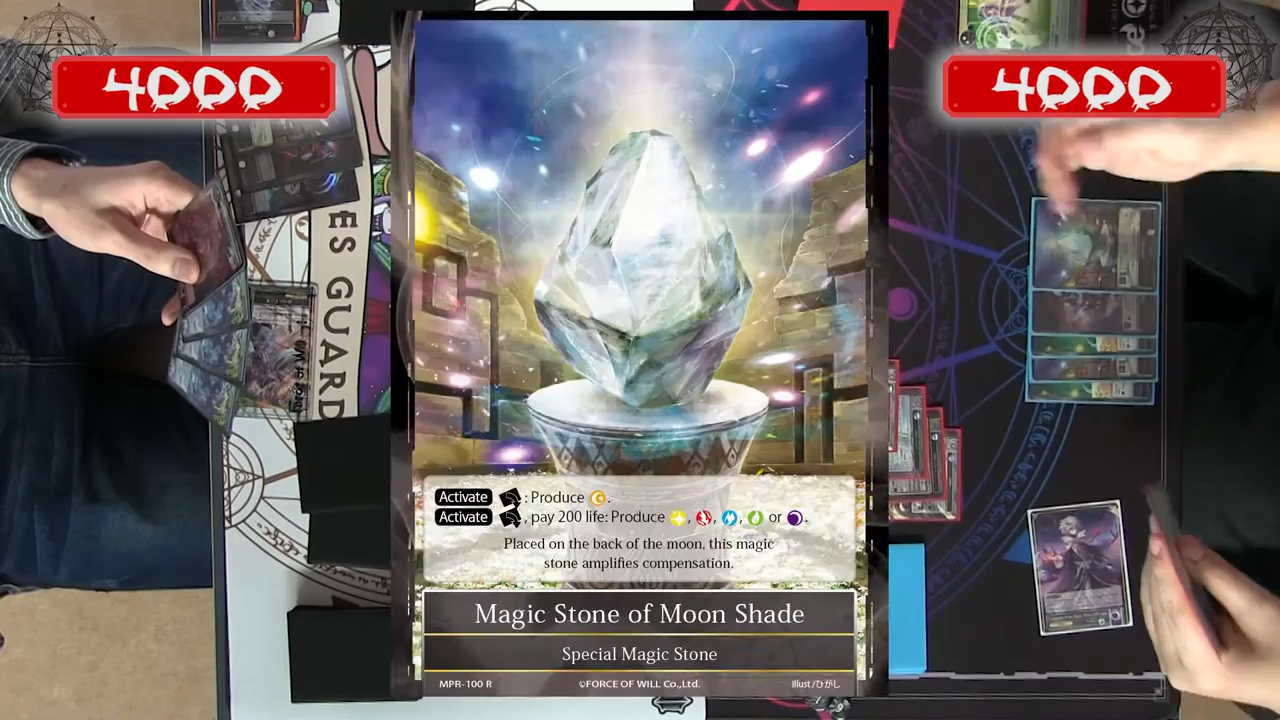 4000
4000
ES GUARD
Activate : Produce .
Activate , pay 200 life: Produce , , , or .
Placed on the back of the moon, this magic
stone amplifies compensation.
Magic Stone of Moon Shade
Special Magic Stone
MPR-100 R ©FORCE OF WILL Co.,Ltd. Illust/ひがし